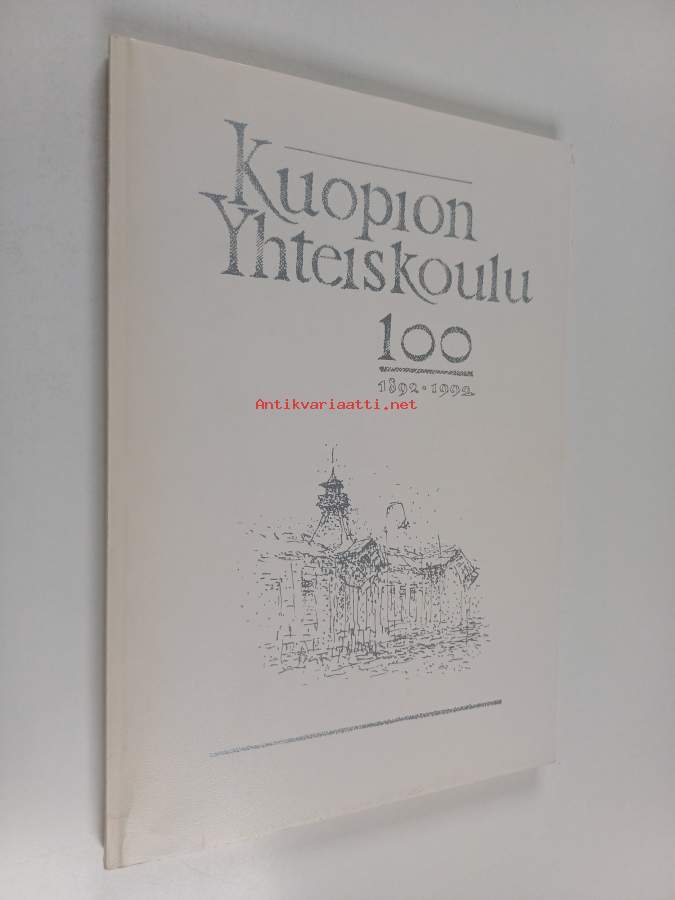 Kuopion
Yhteiskoulu
100
1892 • 1992
Antikvariaatti.net